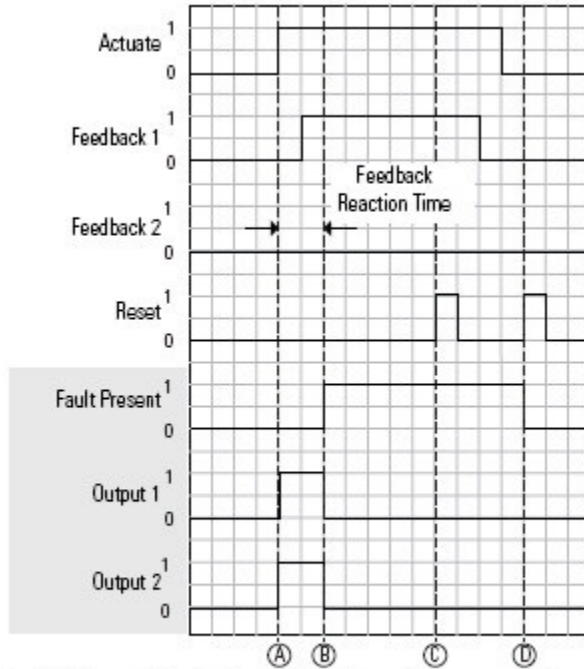 Actuate 1
0
Feedback 1 1
0
Feedback
Reaction Time
Feedback 2 1
0
Reset 1
0
Fault Present 1
0
Output 1 1
0
Output 2 1
0
A B C D